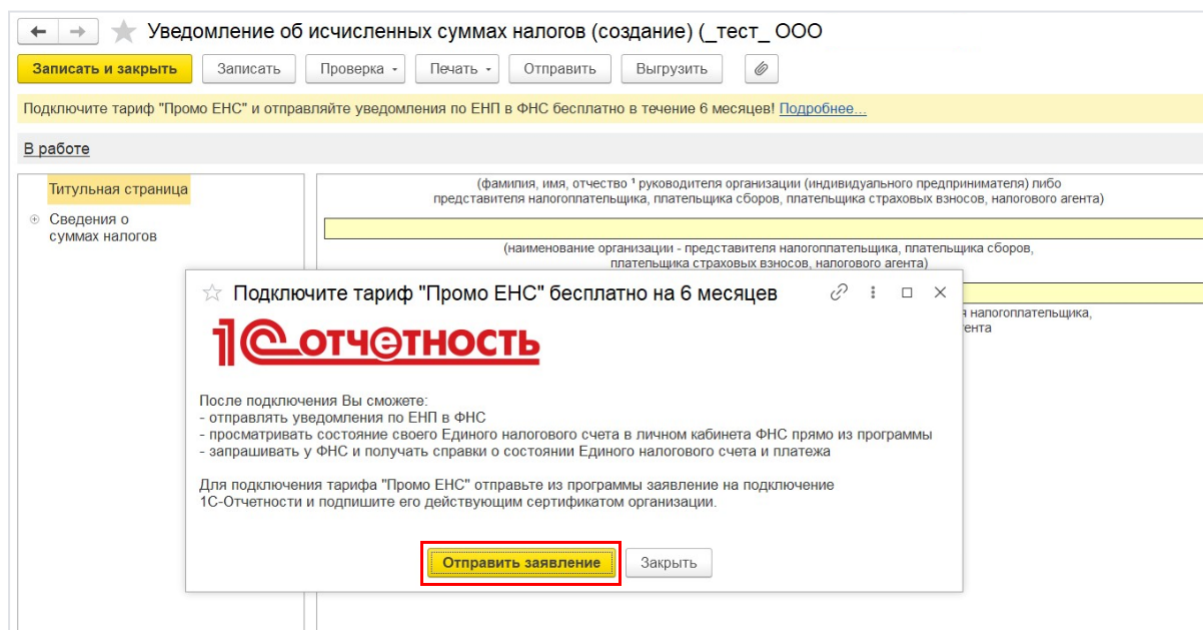 Уведомление об исчисленных суммах налогов (создание) (_тест_ ООО
Записать и закрыть Записать Проверка Печать Отправить Выгрузить
Подключите тариф "Промо ЕНС" и отправляйте уведомления по ЕНП в ФНС бесплатно в течение 6 месяцев! Подробнее...
В работе
Титульная страница
Сведения о
суммах налогов
(фамилия, имя, отчество ¹ руководителя организации (индивидуального предпринимателя) либо
представителя налогоплательщика, плательщика сборов, плательщика страховых взносов, налогового агента)
(наименование организации - представителя налогоплательщика, плательщика сборов,
плательщика страховых взносов, налогового агента)
я налогоплательщика,
ента
Подключите тариф "Промо ЕНС" бесплатно на 6 месяцев
1С отчетность
После подключения Вы сможете:
- отправлять уведомления по ЕНП в ФНС
- просматривать состояние своего Единого налогового счета в личном кабинета ФНС прямо из программы
- запрашивать у ФНС и получать справки о состоянии Единого налогового счета и платежа
Для подключения тарифа "Промо ЕНС" отправьте из программы заявление на подключение
1С-Отчетности и подпишите его действующим сертификатом организации.
Отправить заявление Закрыть